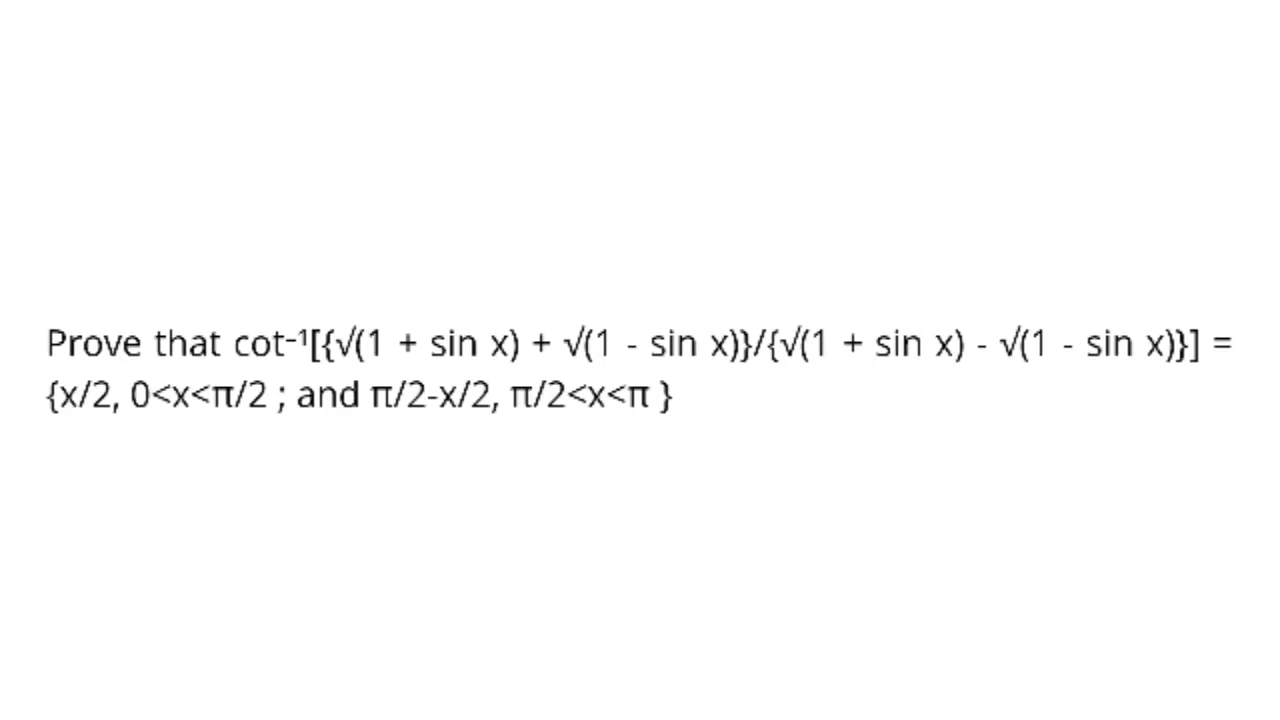 Prove that cot⁻¹[{√(1 + sin x) + √(1 - sin x)}/{√(1 + sin x) - √(1 - sin x)}] =
{x/2, 0<x<π/2 ; and π/2-x/2, π/2<x<π }